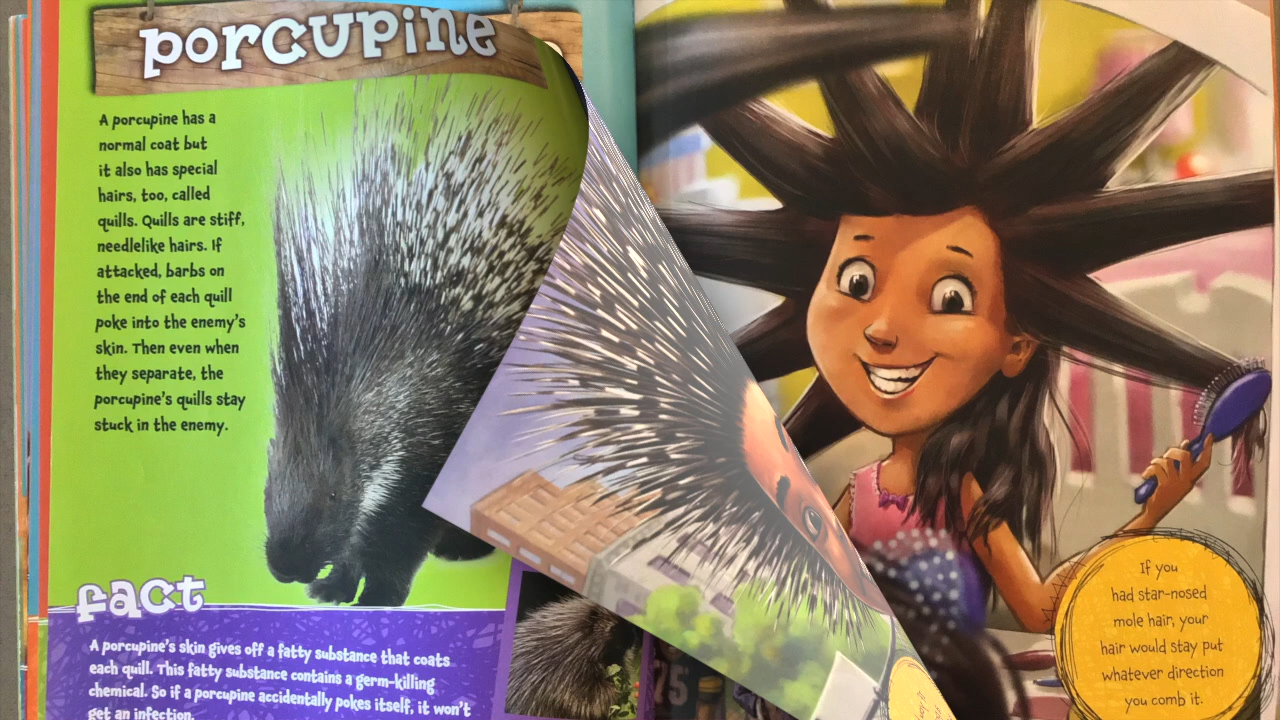 porcupine
A porcupine has a
normal coat but
it also has special
hairs, too, called
quills. Quills are stiff,
needlelike hairs. If
attacked, barbs on
the end of each quill
poke into the enemy's
skin. Then even when
they separate, the
porcupine's quills stay
stuck in the enemy.
fact
A porcupine's skin gives off a fatty substance that coats
each quill. This fatty substance contains a germ-killing
chemical. So if a porcupine accidentally pokes itself, it won't
get an infection.
75
If you
had star-nosed
mole hair, your
hair would stay put
whatever direction
you comb it.